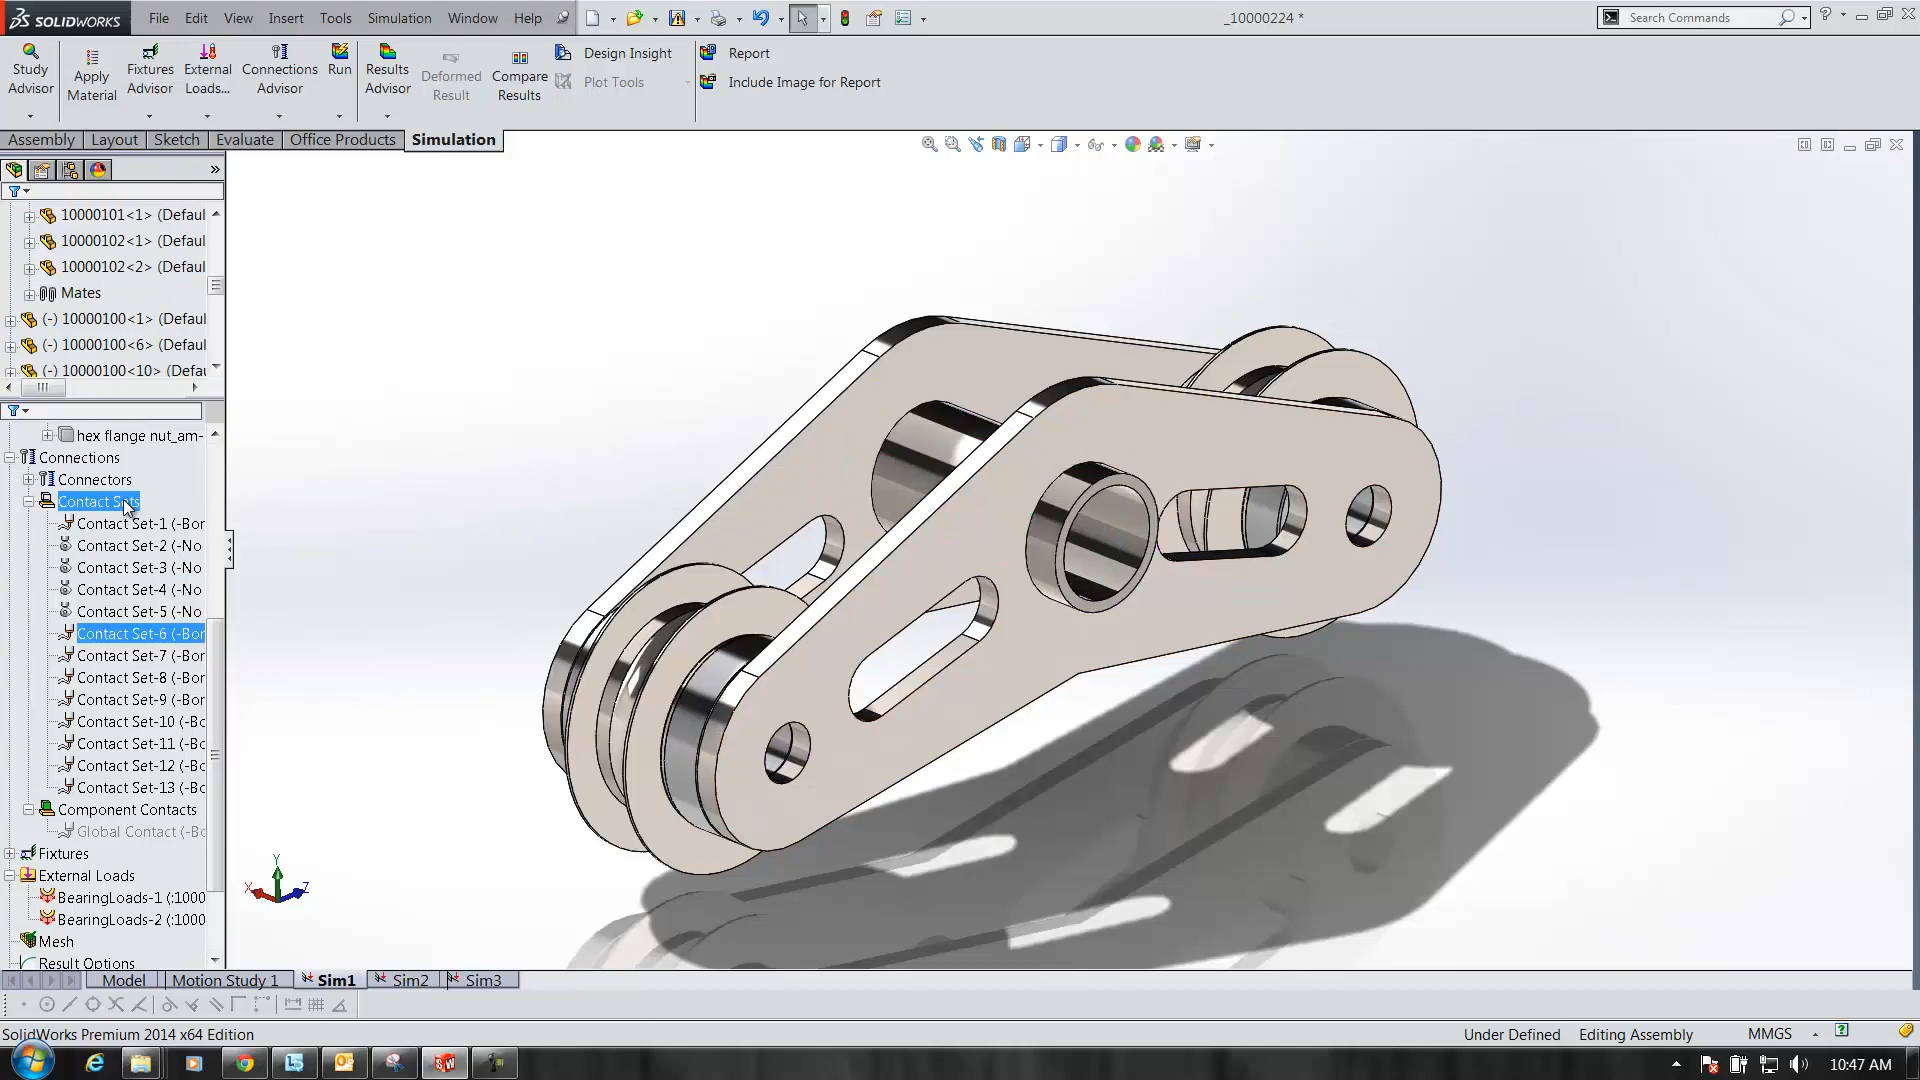 SOLIDWORKS
File Edit View Insert Tools Simulation Window Help
_10000224 *
Search Commands
Study Advisor
Apply Material
Fixtures Advisor
External Loads...
Connections Advisor
Run
Results Advisor
Deformed Result
Compare Results
Design Insight
Plot Tools
Report
Include Image for Report
Assembly Layout Sketch Evaluate Office Products Simulation
10000101<1> (Defaul
10000102<1> (Defaul
10000102<2> (Defaul
Mates
(-) 10000100<1> (Defaul
(-) 10000100<6> (Defaul
(-) 10000100<10> (Defau
hex flange nut_am-
Connections
Connectors
Contact Sets
Contact Set-1 (-Bor
Contact Set-2 (-No
Contact Set-3 (-No
Contact Set-4 (-No
Contact Set-5 (-No
Contact Set-6 (-Bor
Contact Set-7 (-Bor
Contact Set-8 (-Bor
Contact Set-9 (-Bor
Contact Set-10 (-Bc
Contact Set-11 (-Bc
Contact Set-12 (-Bc
Contact Set-13 (-Bc
Component Contacts
Global Contact (-Bc
Fixtures
External Loads
BearingLoads-1 (:1000
BearingLoads-2 (:1000
Mesh
Result Options
Y
X Z
Model Motion Study 1 Sim1 Sim2 Sim3
SolidWorks Premium 2014 x64 Edition
Under Defined Editing Assembly MMGS
10:47 AM